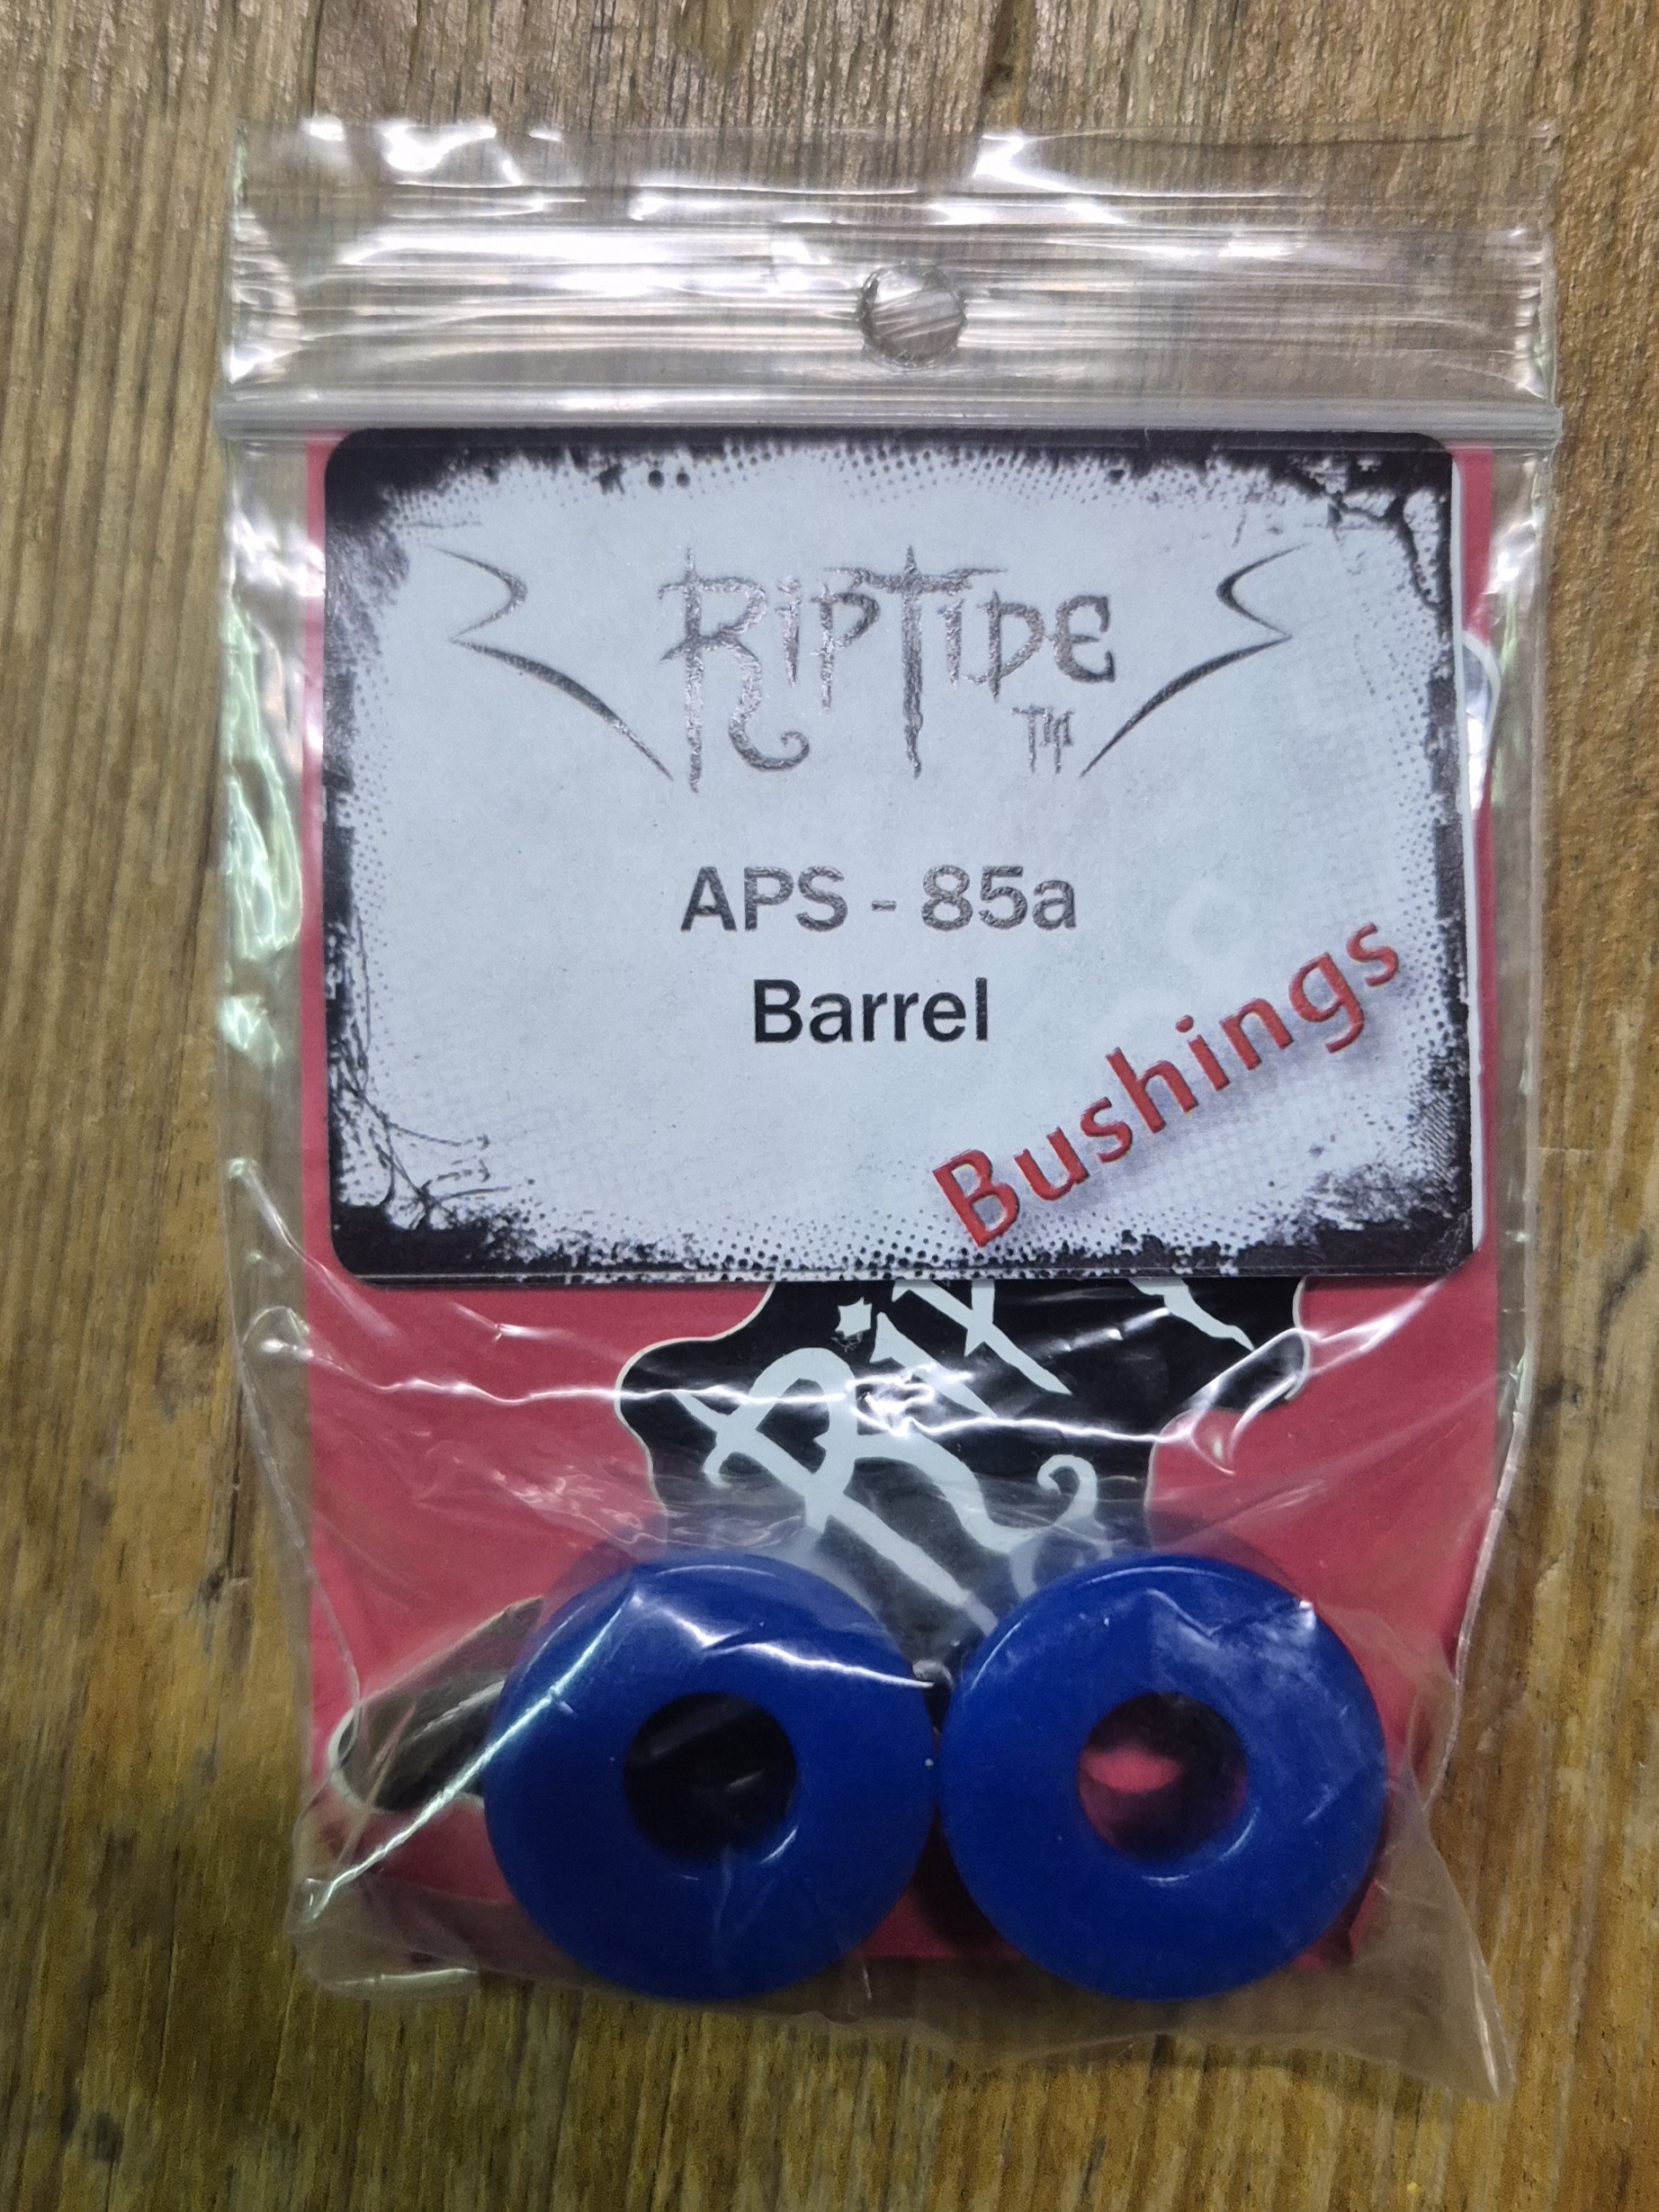 RipTide
TM
APS - 85a
Barrel
Bushings